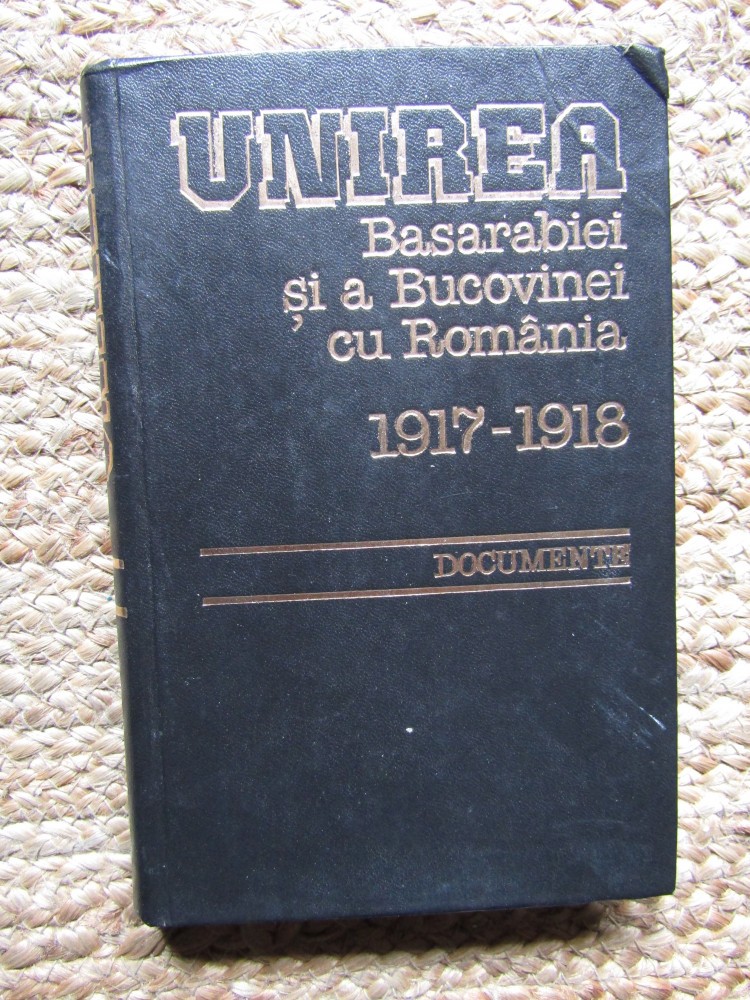 UNIREA
Basarabiei
și a Bucovinei
cu România
1917-1918
DOCUMENTE